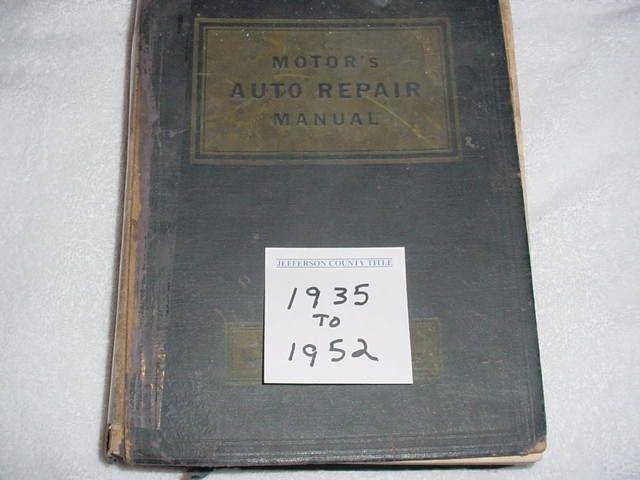 MOTOR's
AUTO REPAIR
MANUAL
JEFFERSON COUNTY TITLE
1935
TO
1952